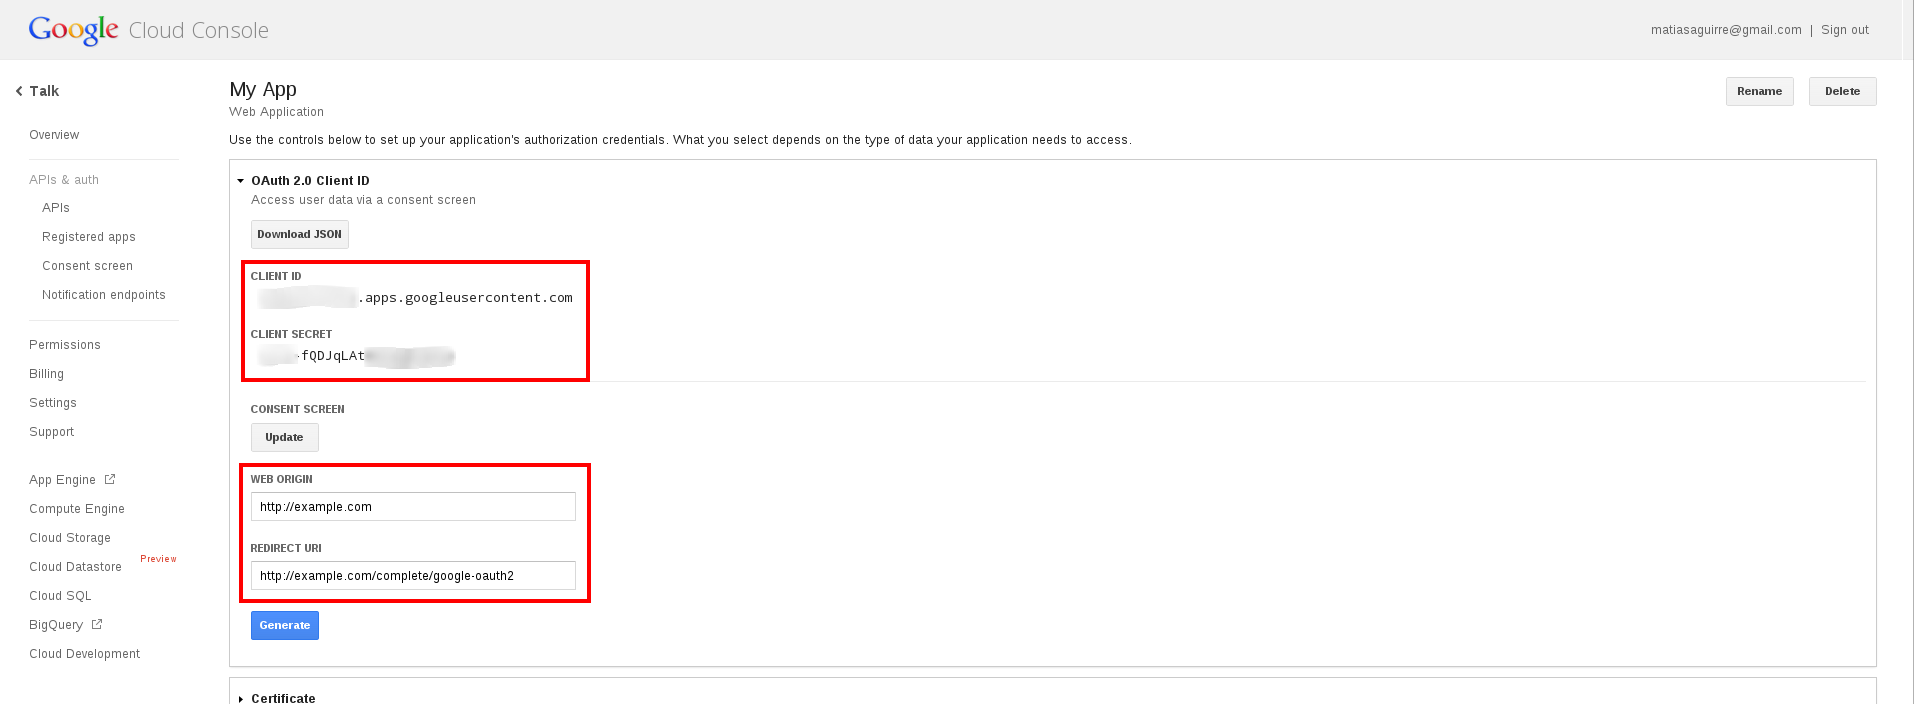 Google Cloud Console
matiasaguirre@gmail.com | Sign out
Talk
Overview
APIs & auth
APIs
Registered apps
Consent screen
Notification endpoints
Permissions
Billing
Settings
Support
App Engine
Compute Engine
Cloud Storage
Preview
Cloud Datastore
Cloud SQL
BigQuery
Cloud Development
My App
Rename
Delete
Web Application
Use the controls below to set up your application's authorization credentials. What you select depends on the type of data your application needs to access.
OAuth 2.0 Client ID
Access user data via a consent screen
Download JSON
CLIENT ID
.apps.googleusercontent.com
CLIENT SECRET
-fQDJqLAt
CONSENT SCREEN
Update
WEB ORIGIN
http://example.com
REDIRECT URI
http://example.com/complete/google-oauth2
Generate
Certificate